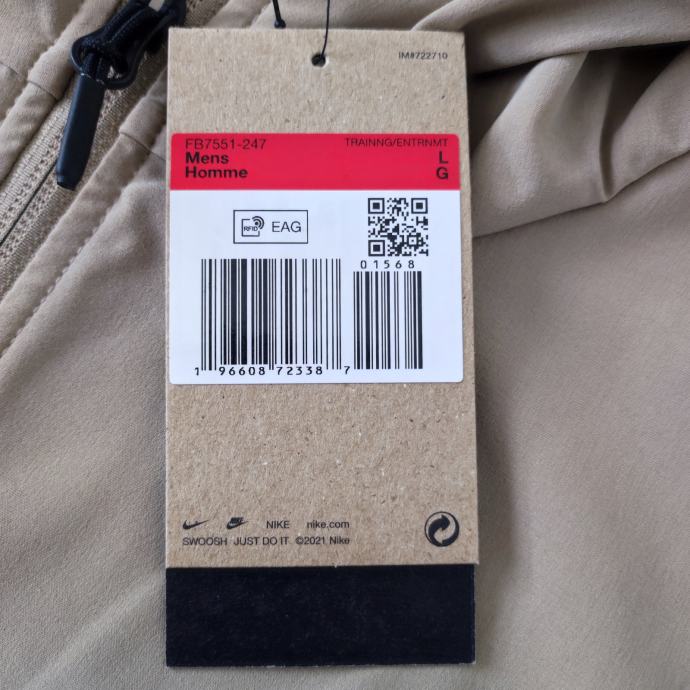 IM#722710
FB7551-247 TRAINNG/ENTRNMT
Mens L
Homme G
RFID EAG
01568
1 96608 72338 7
NIKE nike.com
SWOOSH JUST DO IT ©2021 Nike